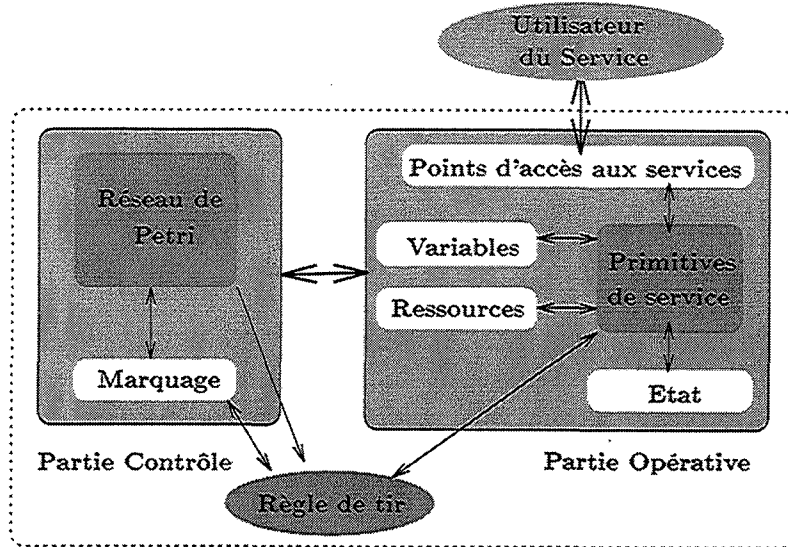 Utilisateur
du Service
Points d'accès aux services
Réseau de
Petri
Variables
Primitives
de service
Ressources
Marquage
Etat
Partie Contrôle
Partie Opérative
Règle de tir